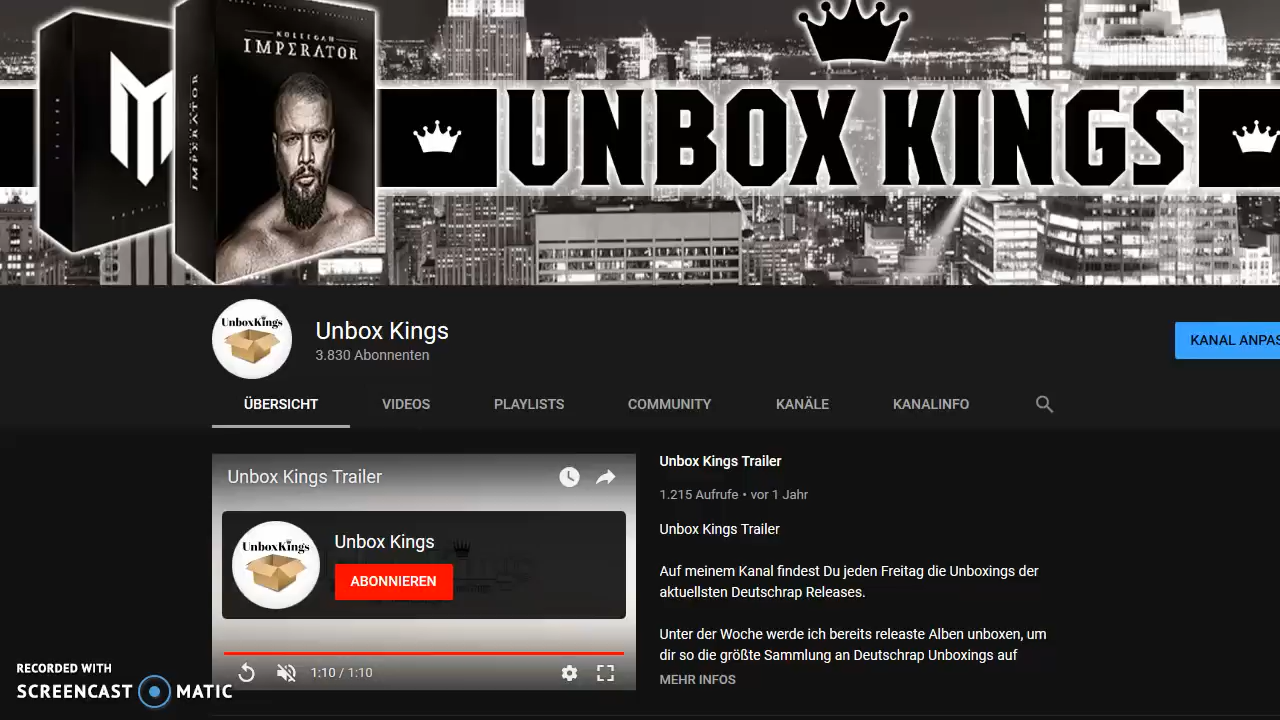 KOLLEGAH
IMPERATOR
IMPERATOR
UNBOX KINGS
UnboxKings
Unbox Kings
3.830 Abonnenten
KANAL ANPAS
ÜBERSICHT
VIDEOS
PLAYLISTS
COMMUNITY
KANÄLE
KANALINFO
Unbox Kings Trailer
UnboxKings
Unbox Kings
ABONNIEREN
1:10 / 1:10
Unbox Kings Trailer
1.215 Aufrufe • vor 1 Jahr
Unbox Kings Trailer
Auf meinem Kanal findest Du jeden Freitag die Unboxings der
aktuellsten Deutschrap Releases.
Unter der Woche werde ich bereits releaste Alben unboxen, um
dir so die größte Sammlung an Deutschrap Unboxings auf
MEHR INFOS
RECORDED WITH
SCREENCAST MATIC